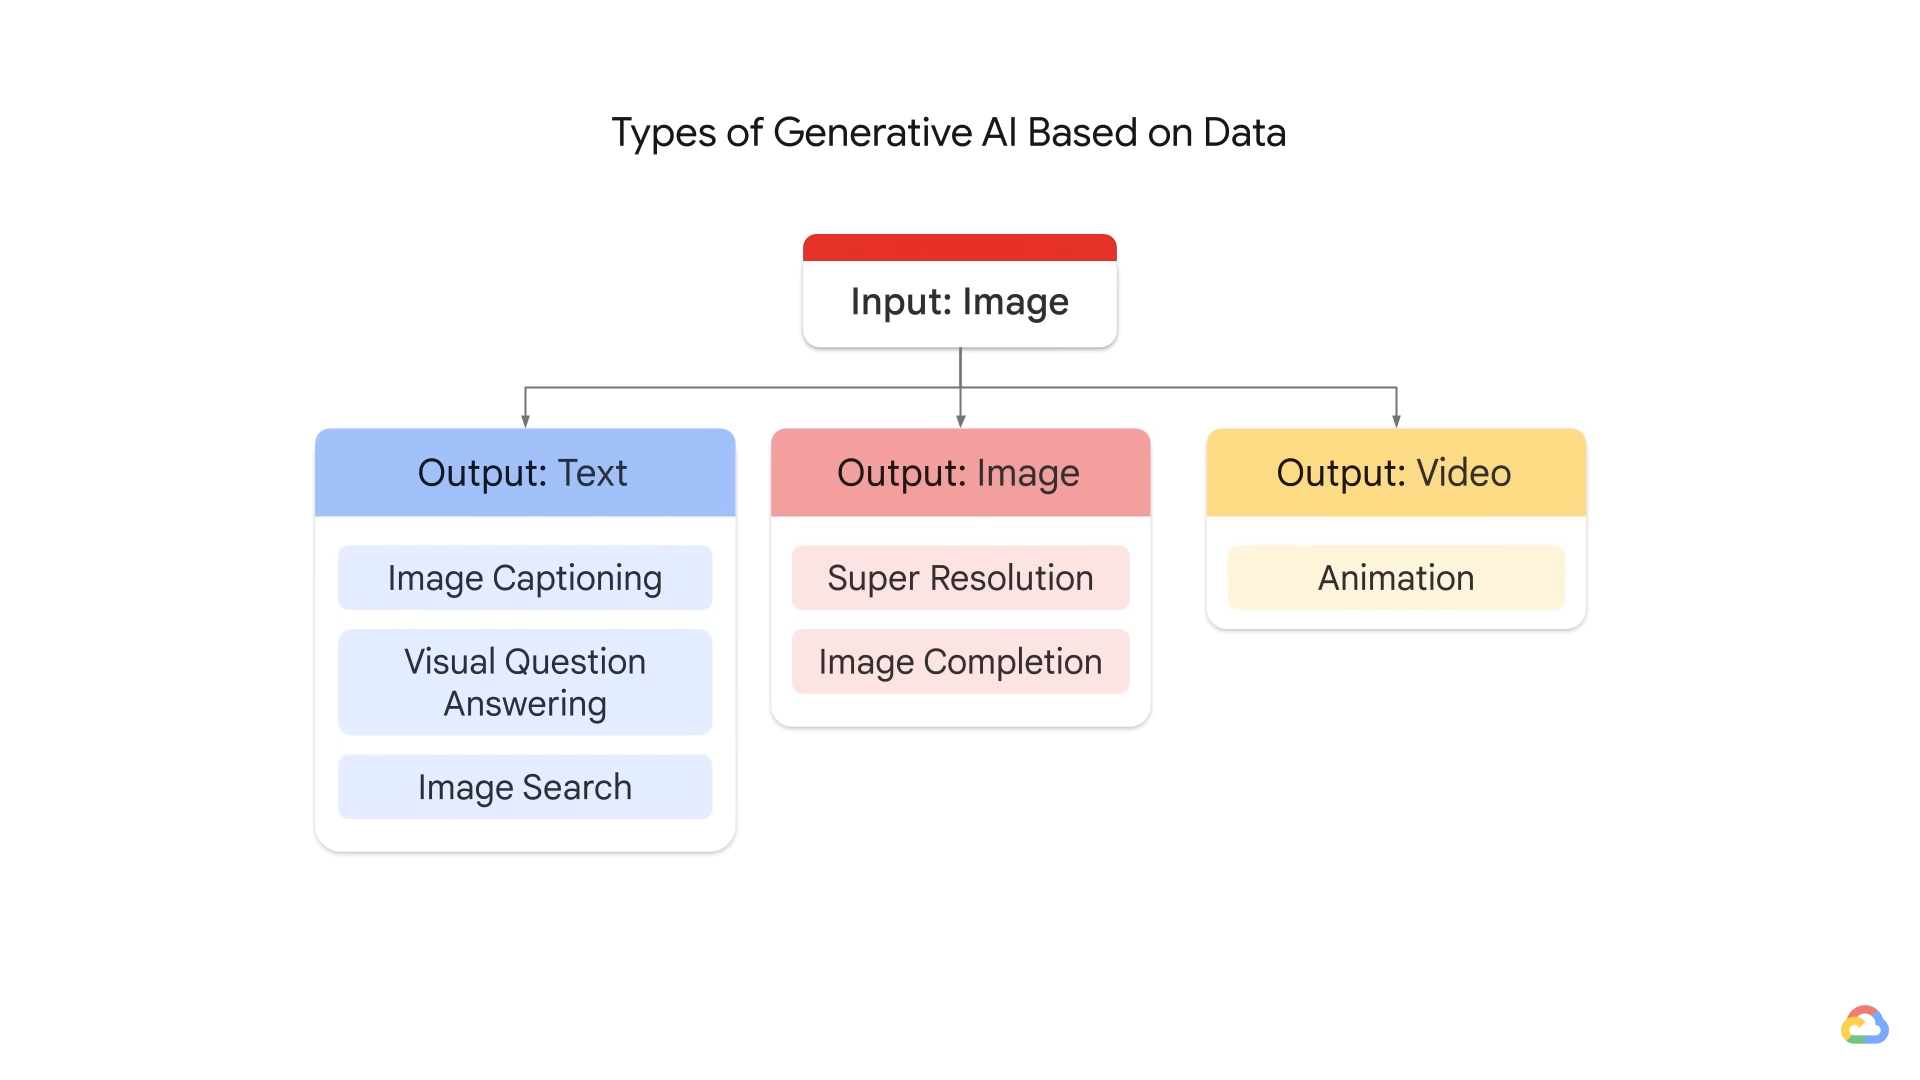 Types of Generative AI Based on Data
Input: Image
Output: Text
Image Captioning
Visual Question
Answering
Image Search
Output: Image
Super Resolution
Image Completion
Output: Video
Animation